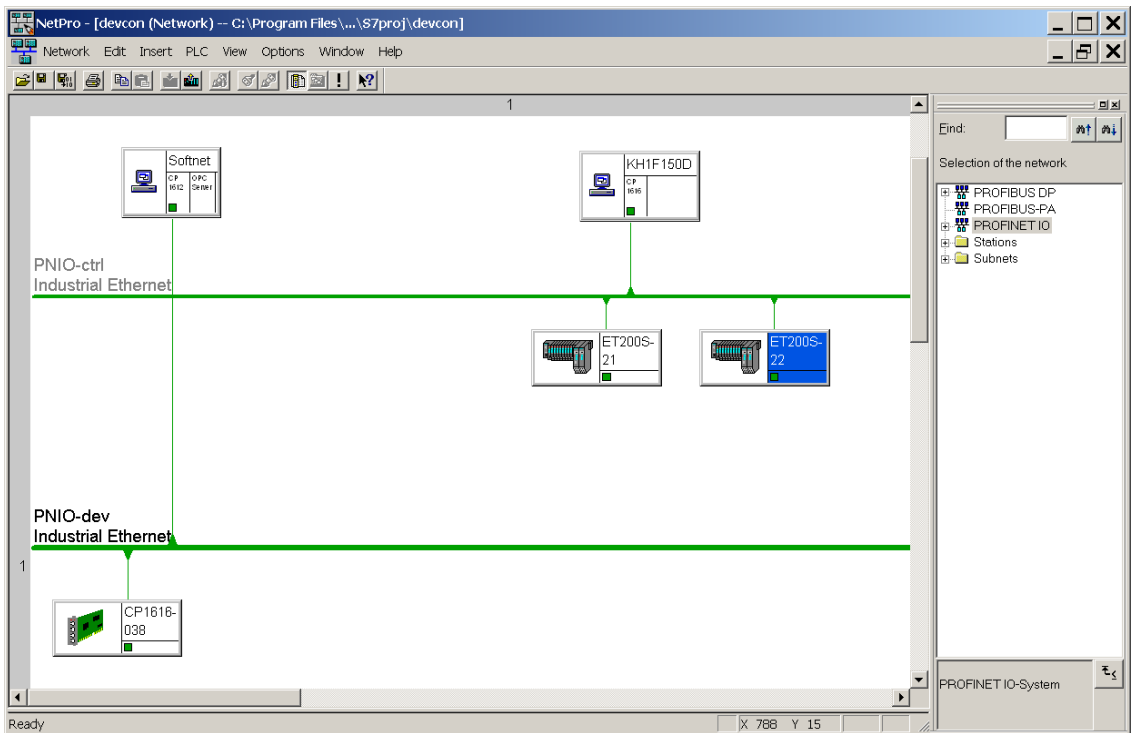 NetPro - [devcon (Network) -- C:\Program Files\...\S7proj\devcon]
Network Edit Insert PLC View Options Window Help
1
Find:
Selection of the network
PROFIBUS DP
PROFIBUS-PA
PROFINET IO
Stations
Subnets
Softnet
CP 1612
OPC Server
KH1F150D
CP 1616
PNIO-ctrl
Industrial Ethernet
ET200S-
21
ET200S-
22
PNIO-dev
Industrial Ethernet
1
CP1616-
038
PROFINET IO-System
Ready
X 788 Y 15